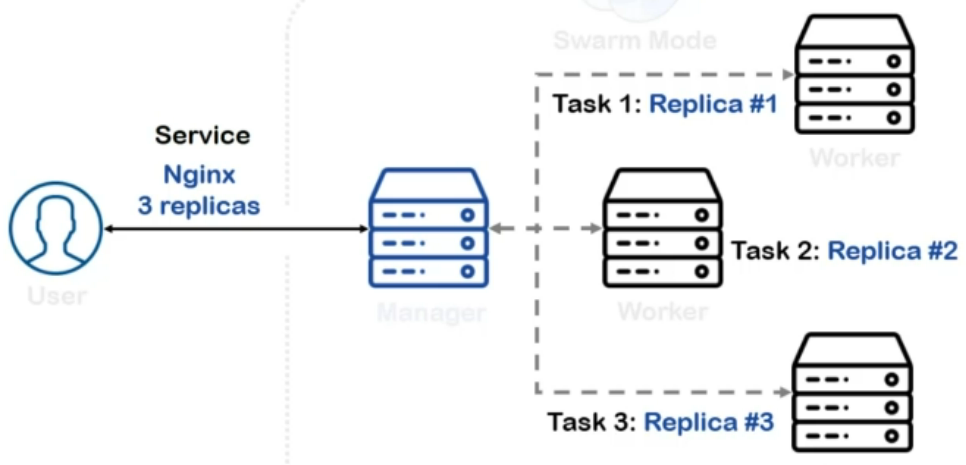 Swarm Mode
Task 1: Replica #1
Worker
Service
Nginx
3 replicas
User
Manager
Worker
Task 2: Replica #2
Task 3: Replica #3